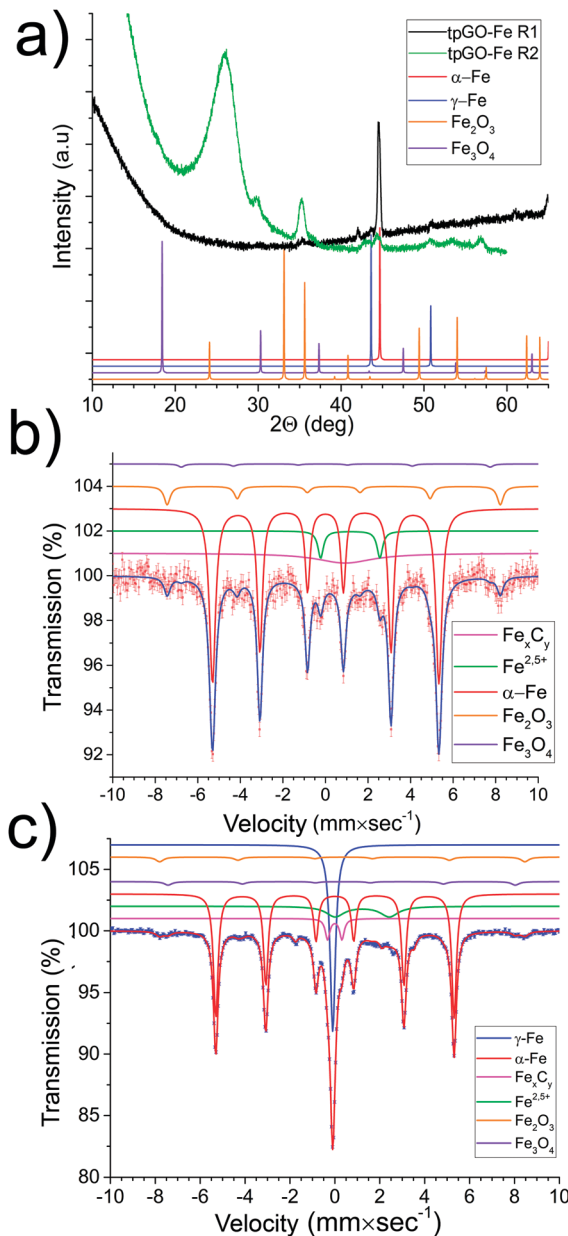 a)
tpGO-Fe R1
tpGO-Fe R2
α–Fe
γ–Fe
Fe2O3
Fe3O4
Intensity (a.u)
10 20 30 40 50 60
2Θ (deg)
b)
104
102
100
98
96
94
92
Transmission (%)
FexCy
Fe2,5+
α–Fe
Fe2O3
Fe3O4
-10 -8 -6 -4 -2 0 2 4 6 8 10
Velocity (mm×sec-1)
c)
105
100
95
90
85
80
Transmission (%)
γ-Fe
α-Fe
FexCy
Fe2,5+
Fe2O3
Fe3O4
-10 -8 -6 -4 -2 0 2 4 6 8 10
Velocity (mm×sec-1)